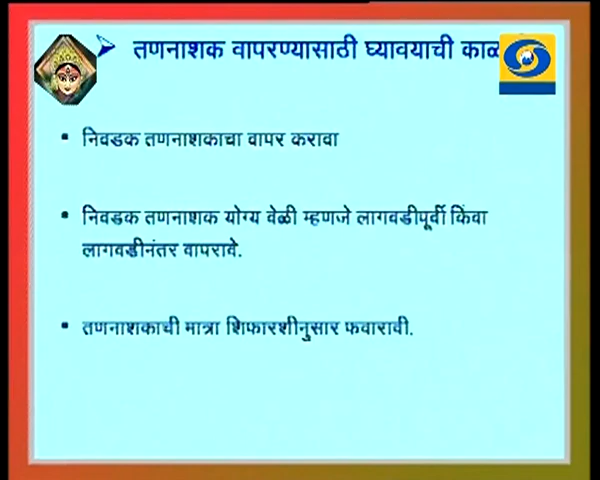 तणनाशक वापरण्यासाठी घ्यावयाची
निवडक तणनाशकाचा वापर करावा
निवडक तणनाशक योग्य वेळी म्हणजे लागवडीपूर्वी किंवा
लागवडीनंतर वापरावे.
तणनाशकाची मात्रा शिफारशीनुसार फवारावी.